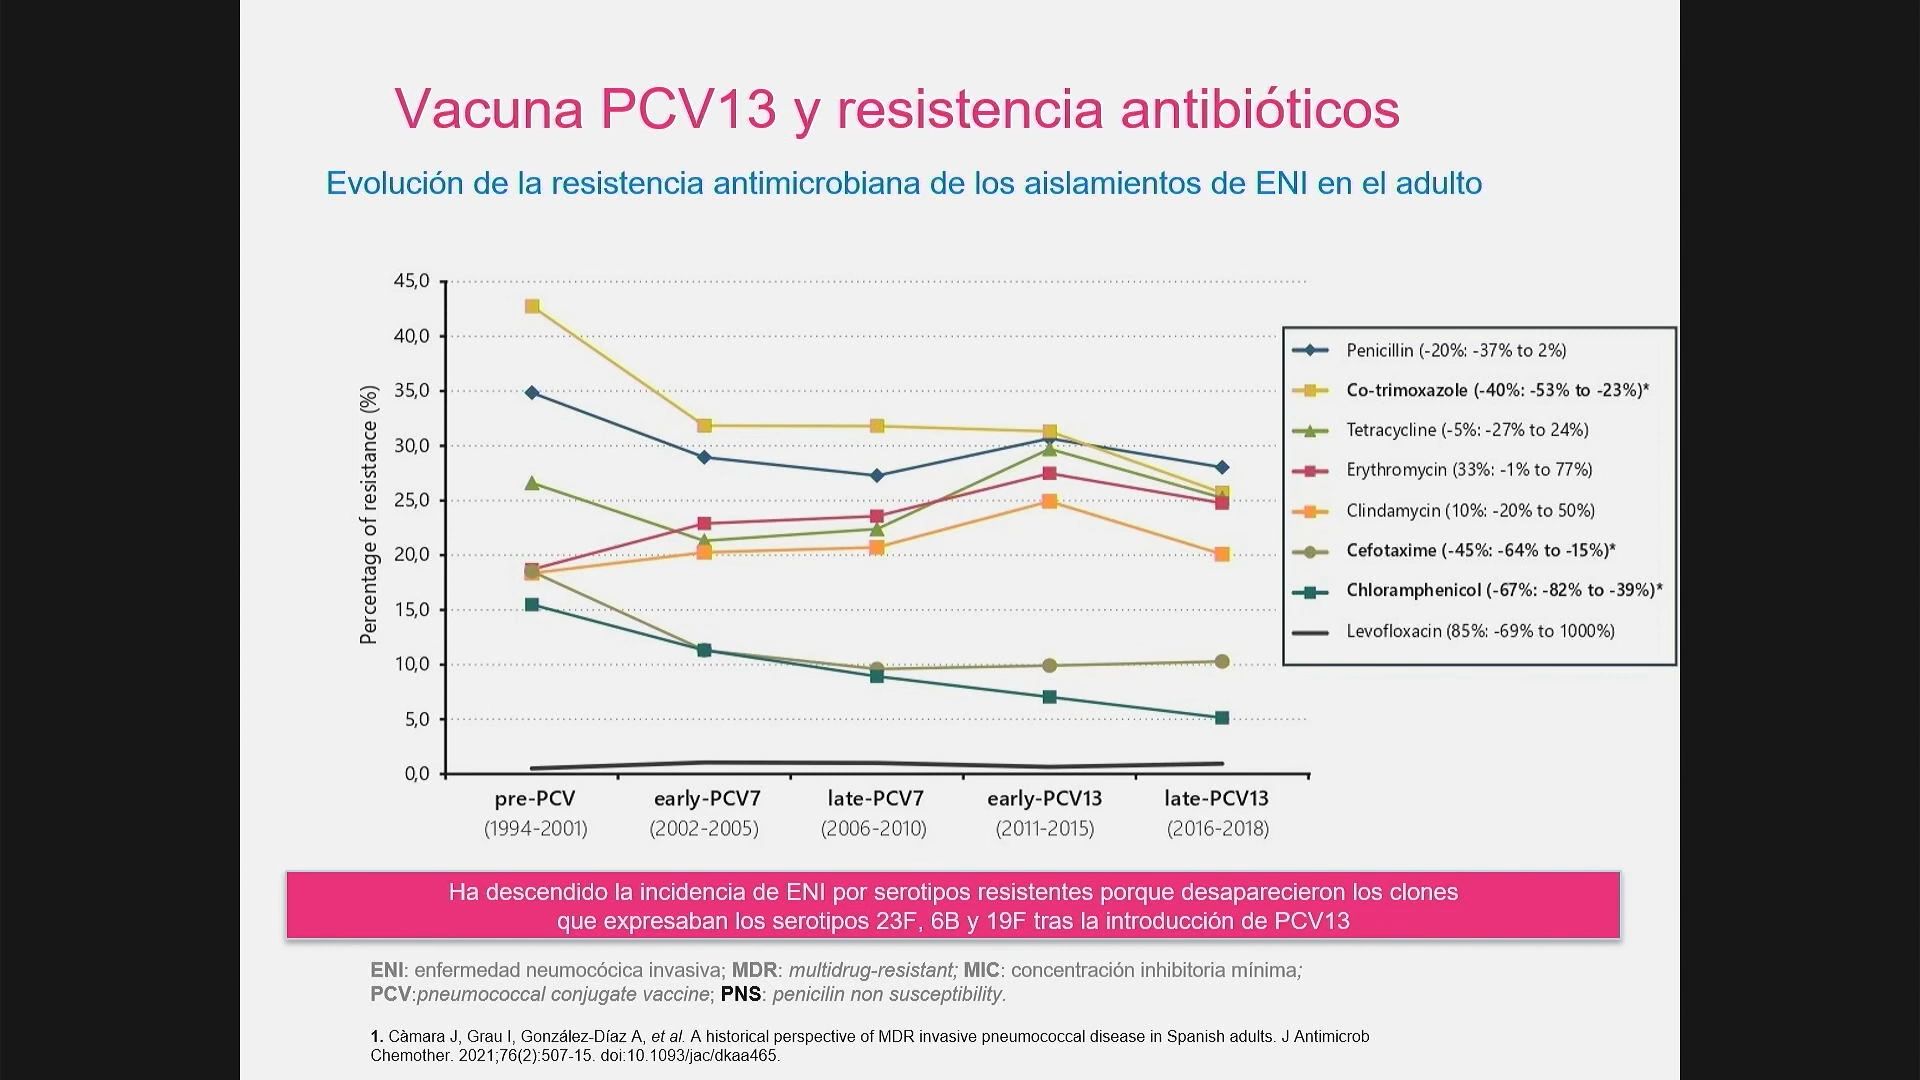 Vacuna PCV13 y resistencia antibióticos
Evolución de la resistencia antimicrobiana de los aislamientos de ENI en el adulto
Percentage of resistance (%)
45,0
40,0
35,0
30,0
25,0
20,0
15,0
10,0
5,0
0,0
pre-PCV
(1994-2001)
early-PCV7
(2002-2005)
late-PCV7
(2006-2010)
early-PCV13
(2011-2015)
late-PCV13
(2016-2018)
Penicillin (-20%: -37% to 2%)
Co-trimoxazole (-40%: -53% to -23%)*
Tetracycline (-5%: -27% to 24%)
Erythromycin (33%: -1% to 77%)
Clindamycin (10%: -20% to 50%)
Cefotaxime (-45%: -64% to -15%)*
Chloramphenicol (-67%: -82% to -39%)*
Levofloxacin (85%: -69% to 1000%)
Ha descendido la incidencia de ENI por serotipos resistentes porque desaparecieron los clones
que expresaban los serotipos 23F, 6B y 19F tras la introducción de PCV13
ENI: enfermedad neumocócica invasiva; MDR: multidrug-resistant; MIC: concentración inhibitoria mínima;
PCV:pneumococcal conjugate vaccine; PNS: penicilin non susceptibility.
1. Càmara J, Grau I, González-Díaz A, et al. A historical perspective of MDR invasive pneumococcal disease in Spanish adults. J Antimicrob
Chemother. 2021;76(2):507-15. doi:10.1093/jac/dkaa465.